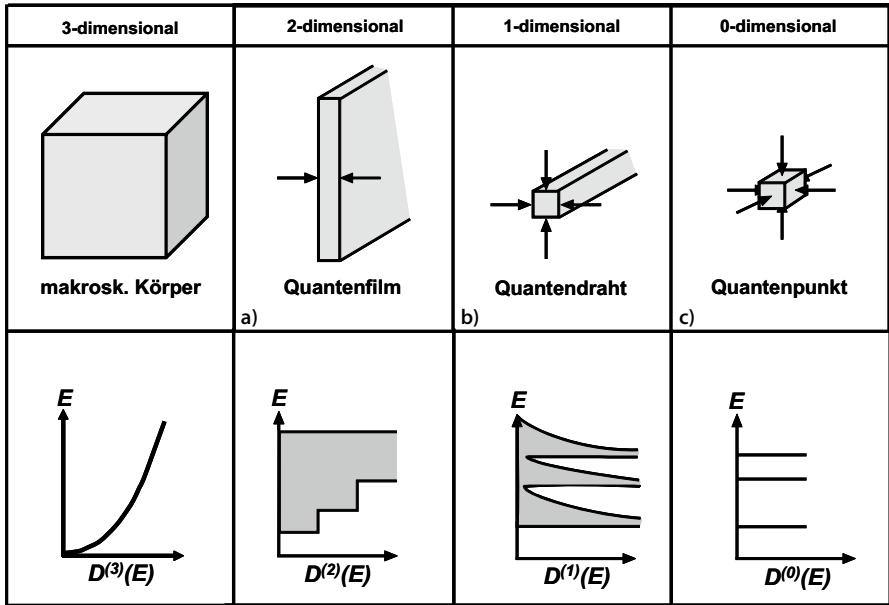 3-dimensional
2-dimensional
1-dimensional
0-dimensional
makrosk. Körper
Quantenfilm
Quantendraht
Quantenpunkt
a)
b)
c)
E
E
E
E
D(3)(E)
D(2)(E)
D(1)(E)
D(0)(E)